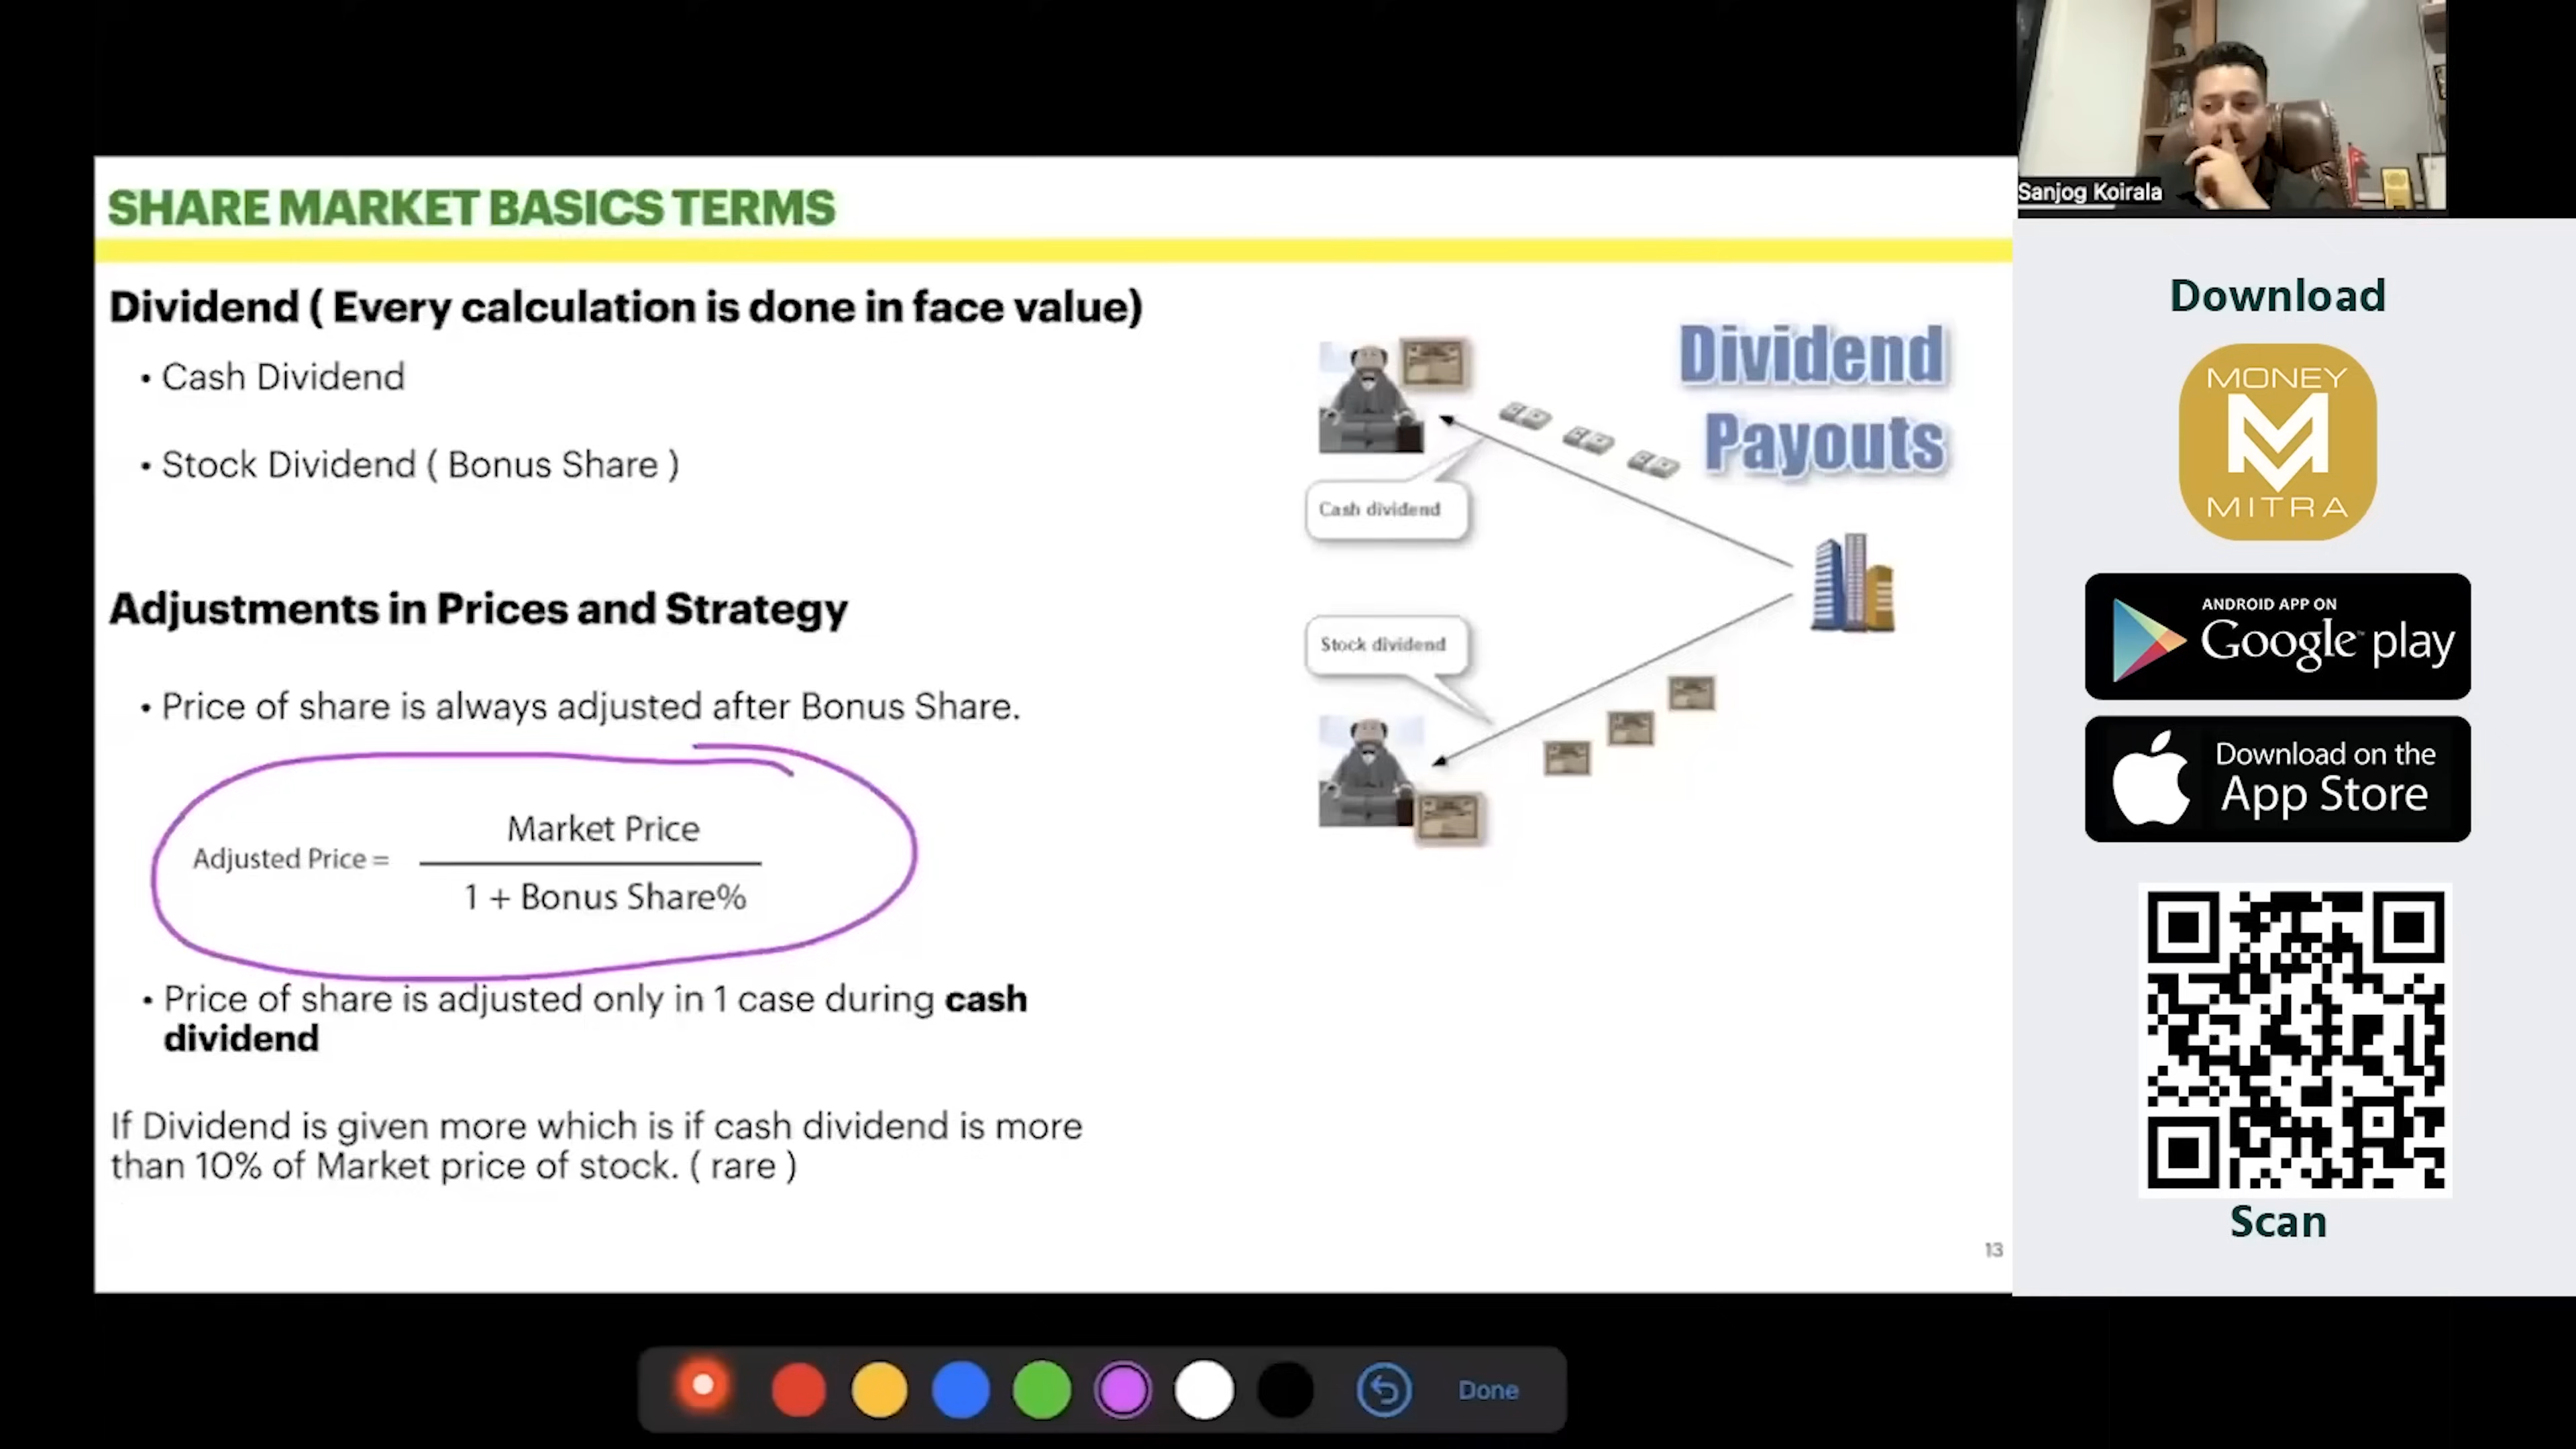 SHARE MARKET BASICS TERMS
Dividend ( Every calculation is done in face value)
• Cash Dividend
• Stock Dividend ( Bonus Share )
Adjustments in Prices and Strategy
• Price of share is always adjusted after Bonus Share.
Adjusted Price =
Market Price
1 + Bonus Share%
• Price of share is adjusted only in 1 case during cash
dividend
If Dividend is given more which is if cash dividend is more
than 10% of Market price of stock. ( rare )
Dividend
Payouts
Cash dividend
Stock dividend
13
Sanjog Koirala
Download
MONEY
MITRA
ANDROID APP ON
Google play
Download on the
App Store
Scan
Done